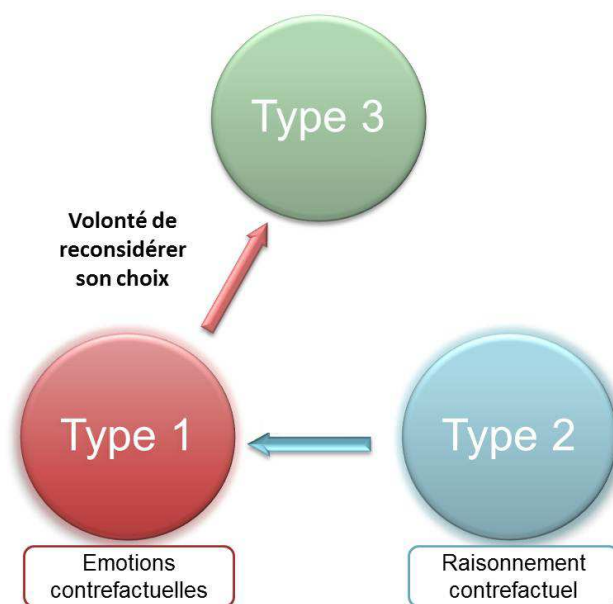 Type 3
Volonté de
reconsidérer
son choix
Type 1
Type 2
Emotions
contrefactuelles
Raisonnement
contrefactuel